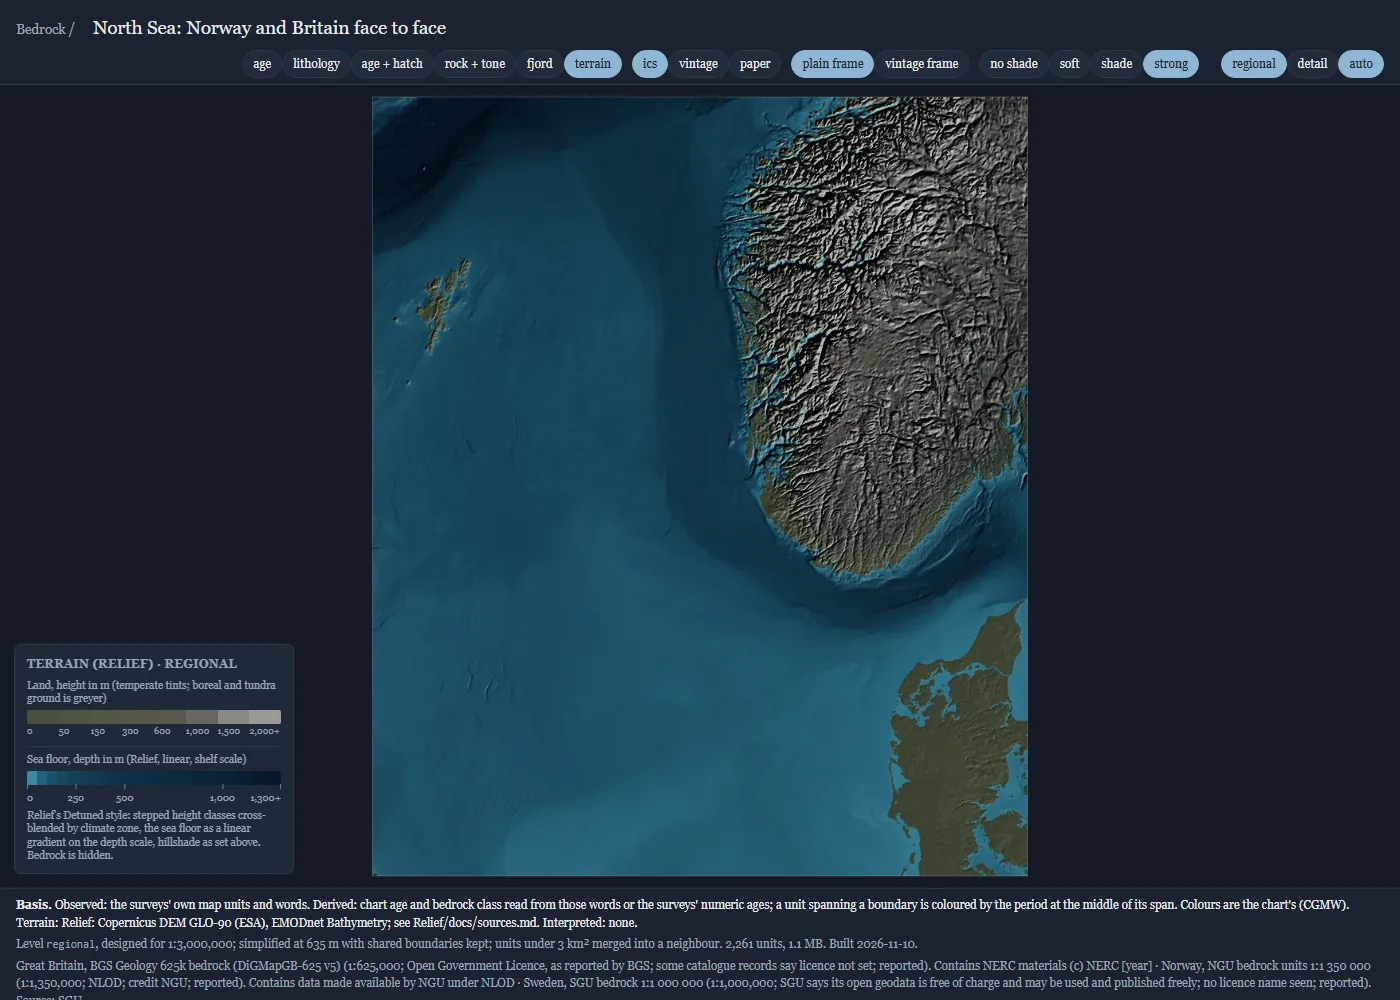 Bedrock / North Sea: Norway and Britain face to face
age lithology age + hatch rock + tone fjord terrain ics vintage paper plain frame vintage frame no shade soft shade strong regional detail auto
TERRAIN (RELIEF) · REGIONAL
Land, height in m (temperate tints; boreal and tundra
ground is greyer)
0 50 150 300 600 1,000 1,500 2,000+
Sea floor, depth in m (Relief, linear, shelf scale)
0 250 500 1,000 1,300+
Relief's Detuned style: stepped height classes cross-
blended by climate zone, the sea floor as a linear
gradient on the depth scale, hillshade as set above.
Bedrock is hidden.
Basis. Observed: the surveys' own map units and words. Derived: chart age and bedrock class read from those words or the surveys' numeric ages; a unit spanning a boundary is coloured by the period at the middle of its span. Colours are the chart's (CGMW).
Terrain: Relief: Copernicus DEM GLO-90 (ESA), EMODnet Bathymetry; see Relief/docs/sources.md. Interpreted: none.
Level regional, designed for 1:3,000,000; simplified at 635 m with shared boundaries kept; units under 3 km² merged into a neighbour. 2,261 units, 1.1 MB. Built 2026-11-10.
Great Britain, BGS Geology 625k bedrock (DiGMapGB-625 v5) (1:625,000; Open Government Licence, as reported by BGS; some catalogue records say licence not set; reported). Contains NERC materials (c) NERC [year] · Norway, NGU bedrock units 1:1 350 000
(1:1,350,000; NLOD; credit NGU; reported). Contains data made available by NGU under NLOD · Sweden, SGU bedrock 1:1 000 000 (1:1,000,000; SGU says its open geodata is free of charge and may be used and published freely; no licence name seen; reported).
Source: SGU